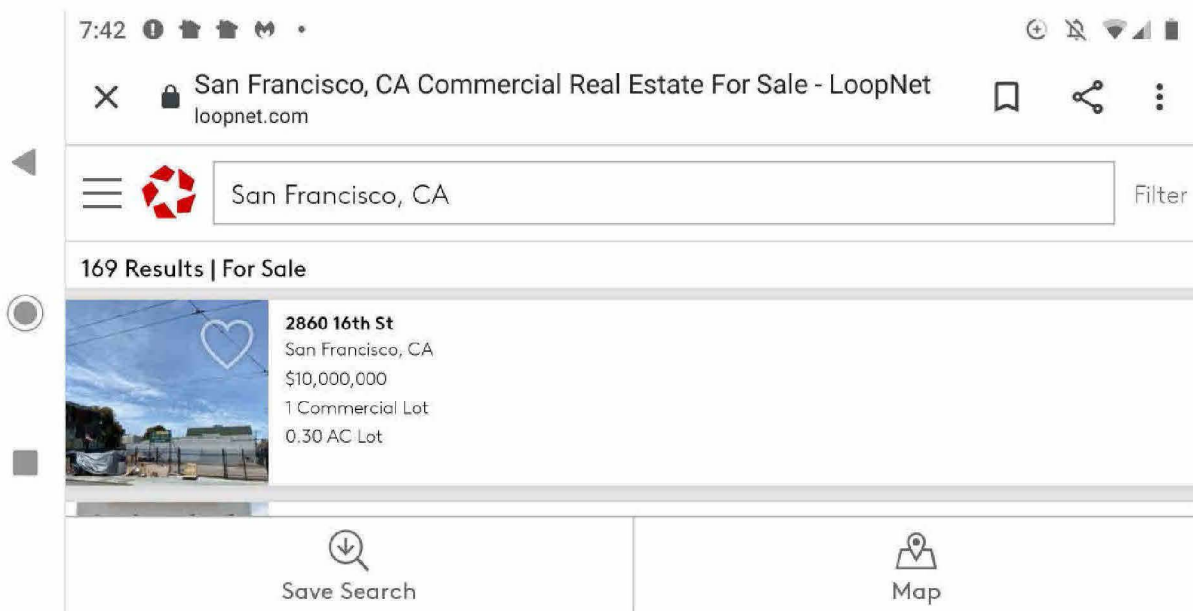 7:42
San Francisco, CA Commercial Real Estate For Sale - LoopNet
loopnet.com
San Francisco, CA
Filter
169 Results | For Sale
2860 16th St
San Francisco, CA
$10,000,000
1 Commercial Lot
0.30 AC Lot
Save Search
Map